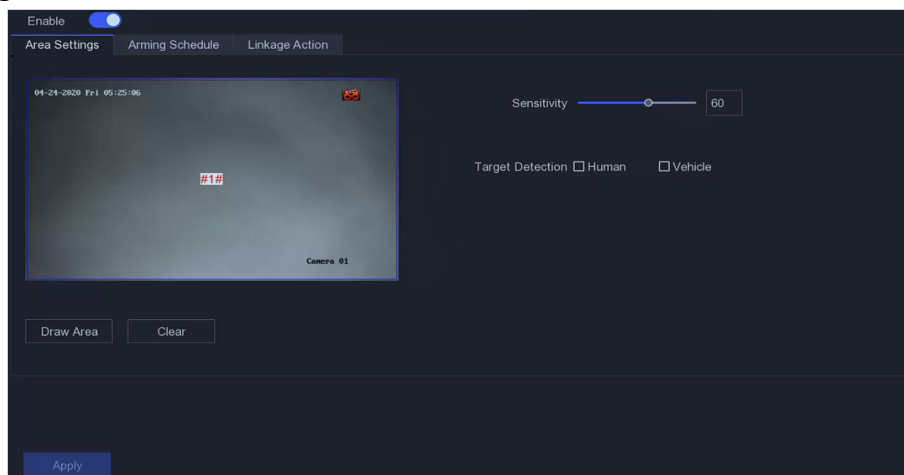 Enable
Area Settings Arming Schedule Linkage Action
04-24-2020 Fri 05:25:06
Sensitivity 60
Target Detection Human Vehicle
#1#
Camera 01
Draw Area Clear
Apply